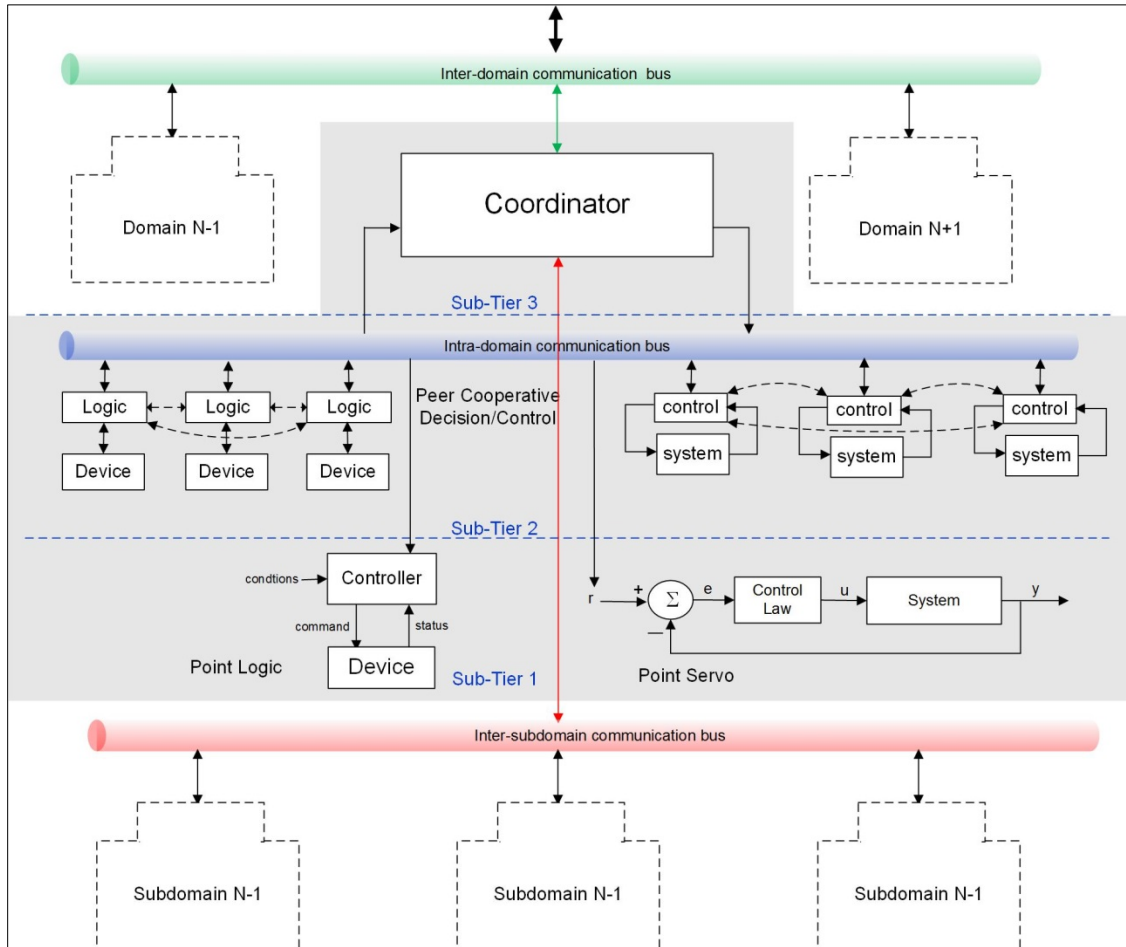 Inter-domain communication bus
Coordinator
Domain N-1
Domain N+1
Sub-Tier 3
Intra-domain communication bus
Logic
Logic
Logic
Peer Cooperative
Decision/Control
control
control
control
Device
Device
Device
system
system
system
Sub-Tier 2
condtions
Controller
r
+
Σ
e
Control
Law
u
System
y
—
command
status
Point Logic
Device
Sub-Tier 1
Point Servo
Inter-subdomain communication bus
Subdomain N-1
Subdomain N-1
Subdomain N-1